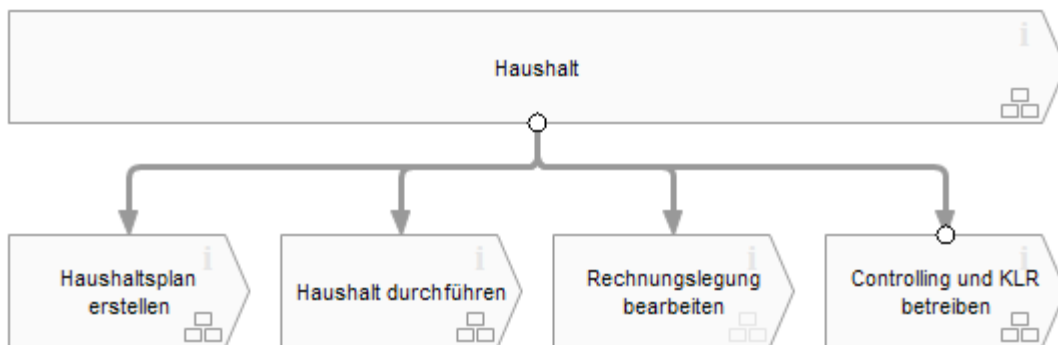 Haushalt
Haushaltsplan
erstellen
Haushalt durchführen
Rechnungslegung
bearbeiten
Controlling und KLR
betreiben